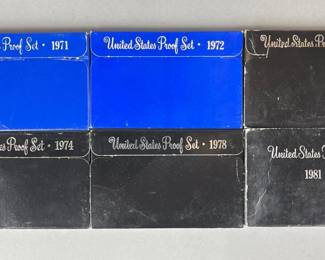 Proof Set • 1971
United States Proof Set • 1972
United States Pro
Proof Set • 1974
United States Proof Set • 1978
United States P
1981